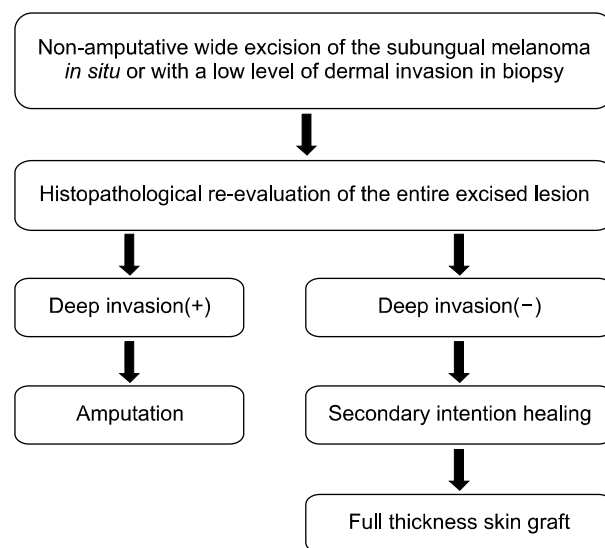 Non-amputative wide excision of the subungual melanoma
in situ or with a low level of dermal invasion in biopsy
Histopathological re-evaluation of the entire excised lesion
Deep invasion(+)
Deep invasion(−)
Amputation
Secondary intention healing
Full thickness skin graft